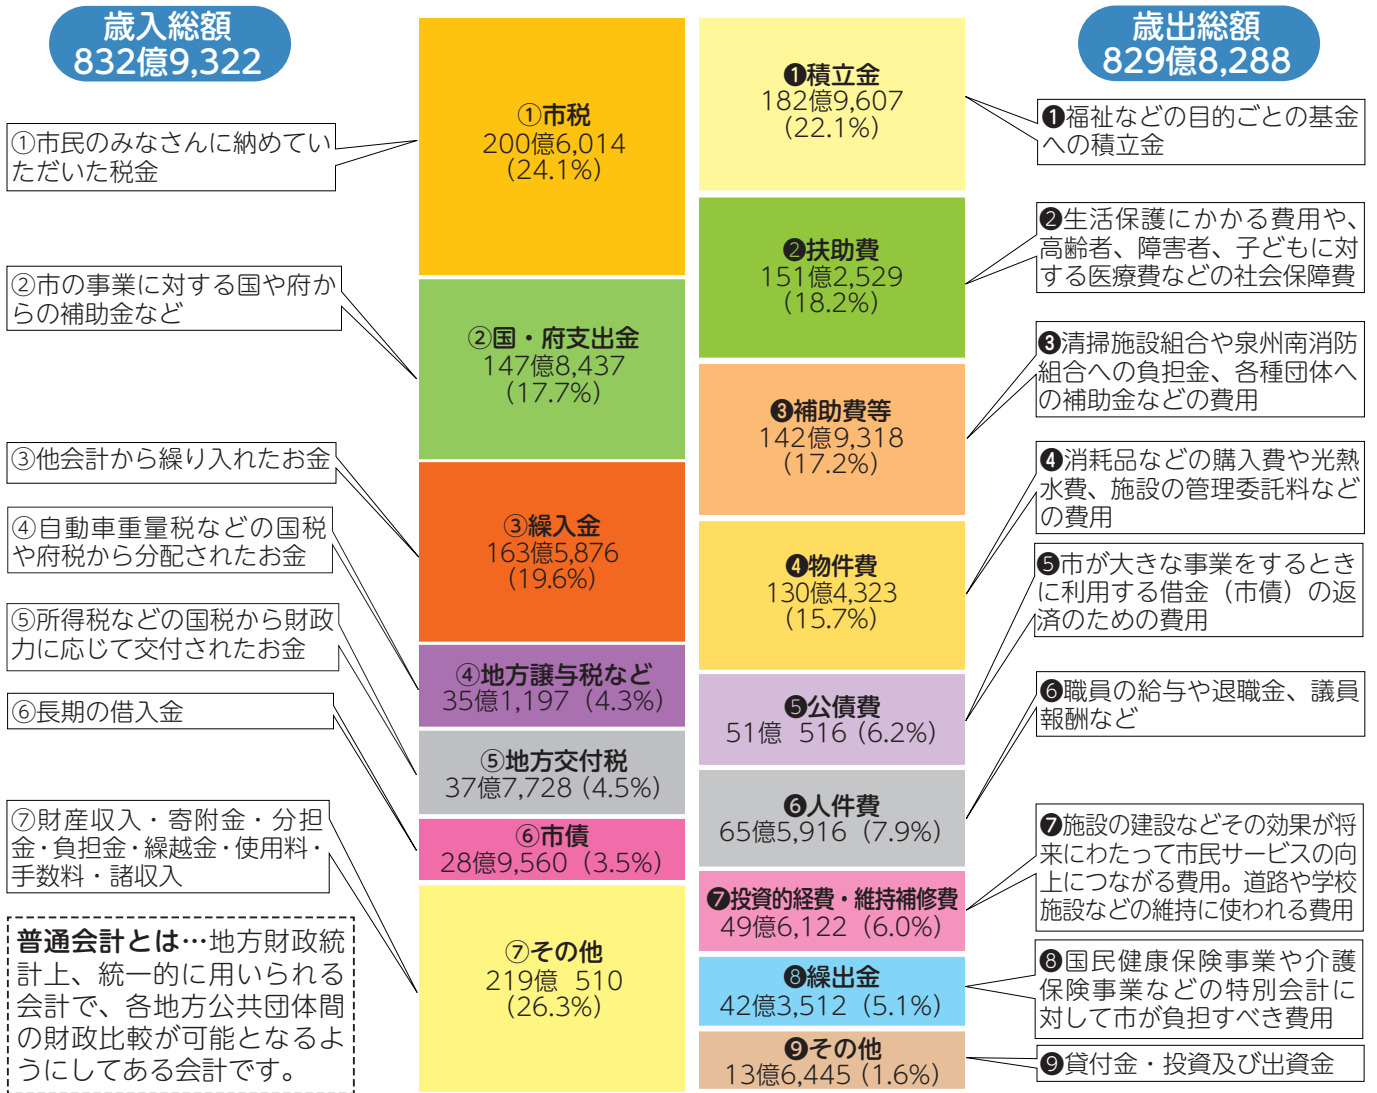 歳入総額
832億9,322
①市民のみなさんに納めてい
ただいた税金
②市の事業に対する国や府か
らの補助金など
③他会計から繰り入れたお金
④自動車重量税などの国税
や府税から分配されたお金
⑤所得税などの国税から財政
力に応じて交付されたお金
⑥長期の借入金
⑦財産収入・寄附金・分担
金・負担金・繰越金・使用料・
手数料・諸収入
普通会計とは…地方財政統
計上、統一的に用いられる
会計で、各地方公共団体間
の財政比較が可能となるよ
うにしてある会計です。
①市税
200億6,014
(24.1%)
②国・府支出金
147億8,437
(17.7%)
③繰入金
163億5,876
(19.6%)
④地方譲与税など
35億1,197 (4.3%)
⑤地方交付税
37億7,728 (4.5%)
⑥市債
28億9,560 (3.5%)
⑦その他
219億 510
(26.3%)
❶積立金
182億9,607
(22.1%)
❷扶助費
151億2,529
(18.2%)
❸補助費等
142億9,318
(17.2%)
❹物件費
130億4,323
(15.7%)
❺公債費
51億 516 (6.2%)
❻人件費
65億5,916 (7.9%)
❼投資的経費・維持補修費
49億6,122 (6.0%)
❽繰出金
42億3,512 (5.1%)
❾その他
13億6,445 (1.6%)
歳出総額
829億8,288
❶福祉などの目的ごとの基金
への積立金
❷生活保護にかかる費用や、
高齢者、障害者、子どもに対
する医療費などの社会保障費
❸清掃施設組合や泉州南消防
組合への負担金、各種団体へ
の補助金などの費用
❹消耗品などの購入費や光熱
水費、施設の管理委託料など
の費用
❺市が大きな事業をするとき
に利用する借金（市債）の返
済のための費用
❻職員の給与や退職金、議員
報酬など
❼施設の建設などその効果が将
来にわたって市民サービスの向
上につながる費用。道路や学校
施設などの維持に使われる費用
❽国民健康保険事業や介護
保険事業などの特別会計に
対して市が負担すべき費用
❾貸付金・投資及び出資金